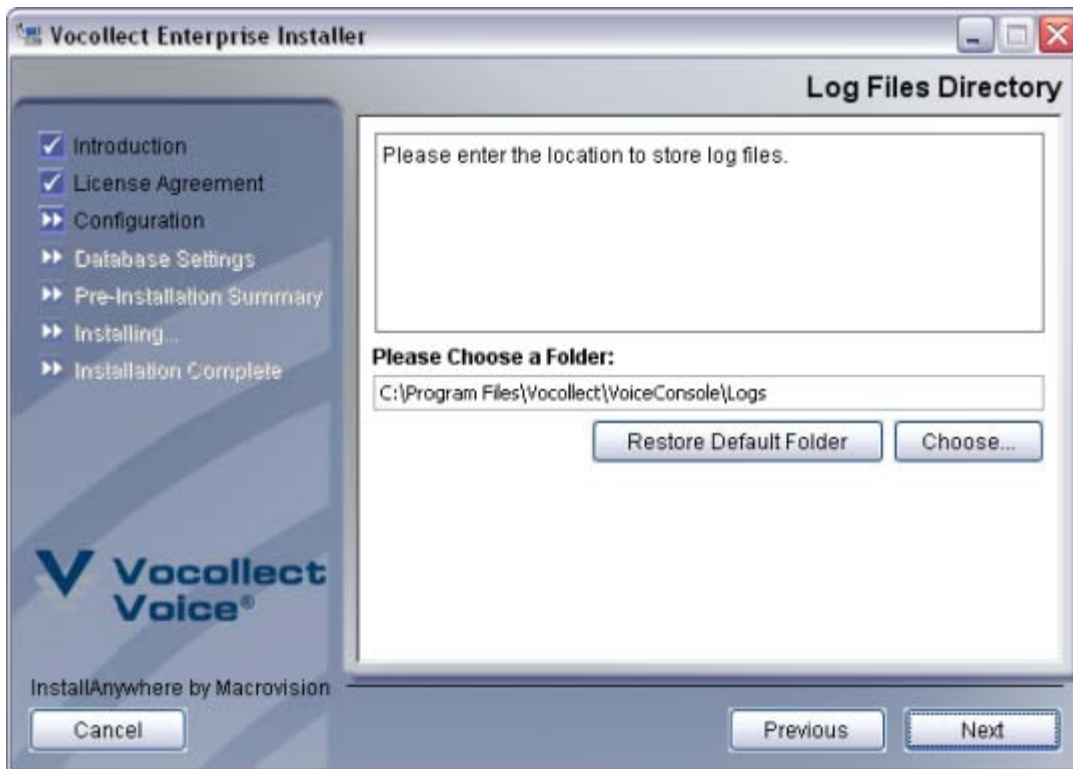 Vocollect Enterprise Installer
Log Files Directory
Introduction
License Agreement
Configuration
Database Settings
Pre-Installation Summary
Installing...
Installation Complete
Please enter the location to store log files.
Please Choose a Folder:
C:\Program Files\Vocollect\VoiceConsole\Logs
Restore Default Folder
Choose...
Vocollect
Voice®
InstallAnywhere by Macrovision
Cancel
Previous
Next